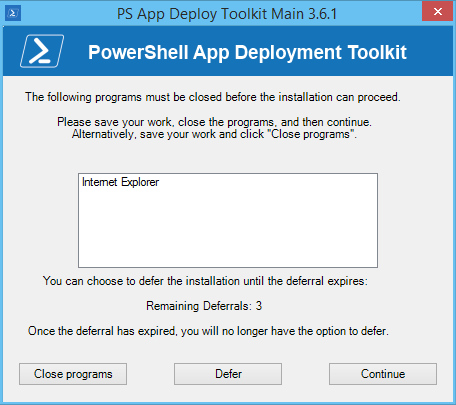 PS App Deploy Toolkit Main 3.6.1
PowerShell App Deployment Toolkit
The following programs must be closed before the installation can proceed.
Please save your work, close the programs, and then continue.
Alternatively, save your work and click "Close programs".
Internet Explorer
You can choose to defer the installation until the deferral expires:
Remaining Deferrals: 3
Once the deferral has expired, you will no longer have the option to defer.
Close programs
Defer
Continue